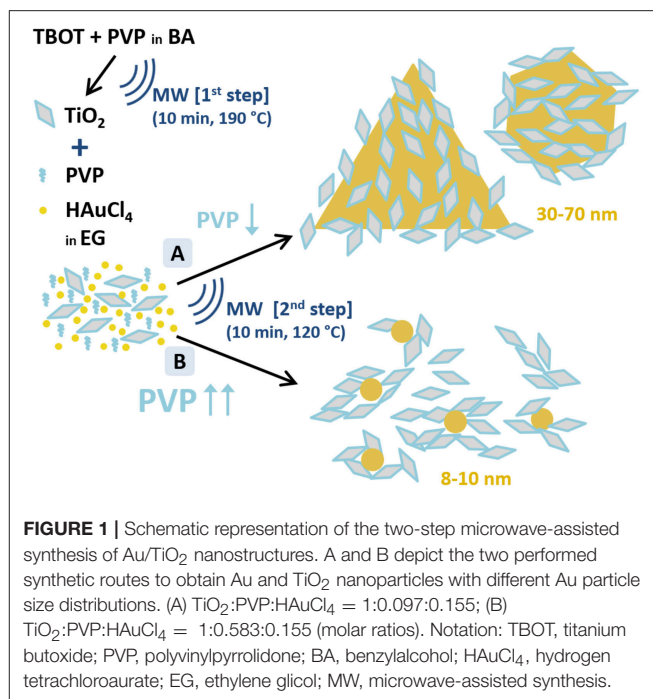 TBOT + PVP in BA
MW [1st step]
(10 min, 190 °C)
TiO2
+
PVP
HAuCl4
in EG
A
PVP ↓
30-70 nm
MW [2nd step]
(10 min, 120 °C)
B
PVP ↑↑
8-10 nm
FIGURE 1 | Schematic representation of the two-step microwave-assisted
synthesis of Au/TiO2 nanostructures. A and B depict the two performed
synthetic routes to obtain Au and TiO2 nanoparticles with different Au particle
size distributions. (A) TiO2:PVP:HAuCl4 = 1:0.097:0.155; (B)
TiO2:PVP:HAuCl4 = 1:0.583:0.155 (molar ratios). Notation: TBOT, titanium
butoxide; PVP, polyvinylpyrrolidone; BA, benzylalcohol; HAuCl4, hydrogen
tetrachloroaurate; EG, ethylene glicol; MW, microwave-assisted synthesis.